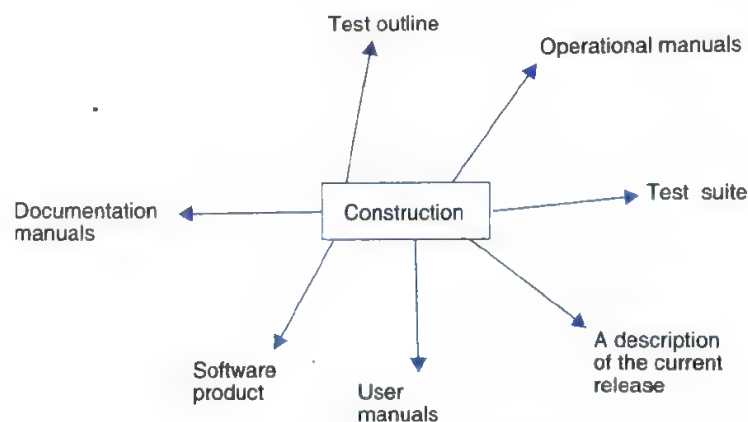 Test outline
Operational manuals
Test suite
Documentation
manuals
Construction
A description
of the current
release
Software
product
User
manuals